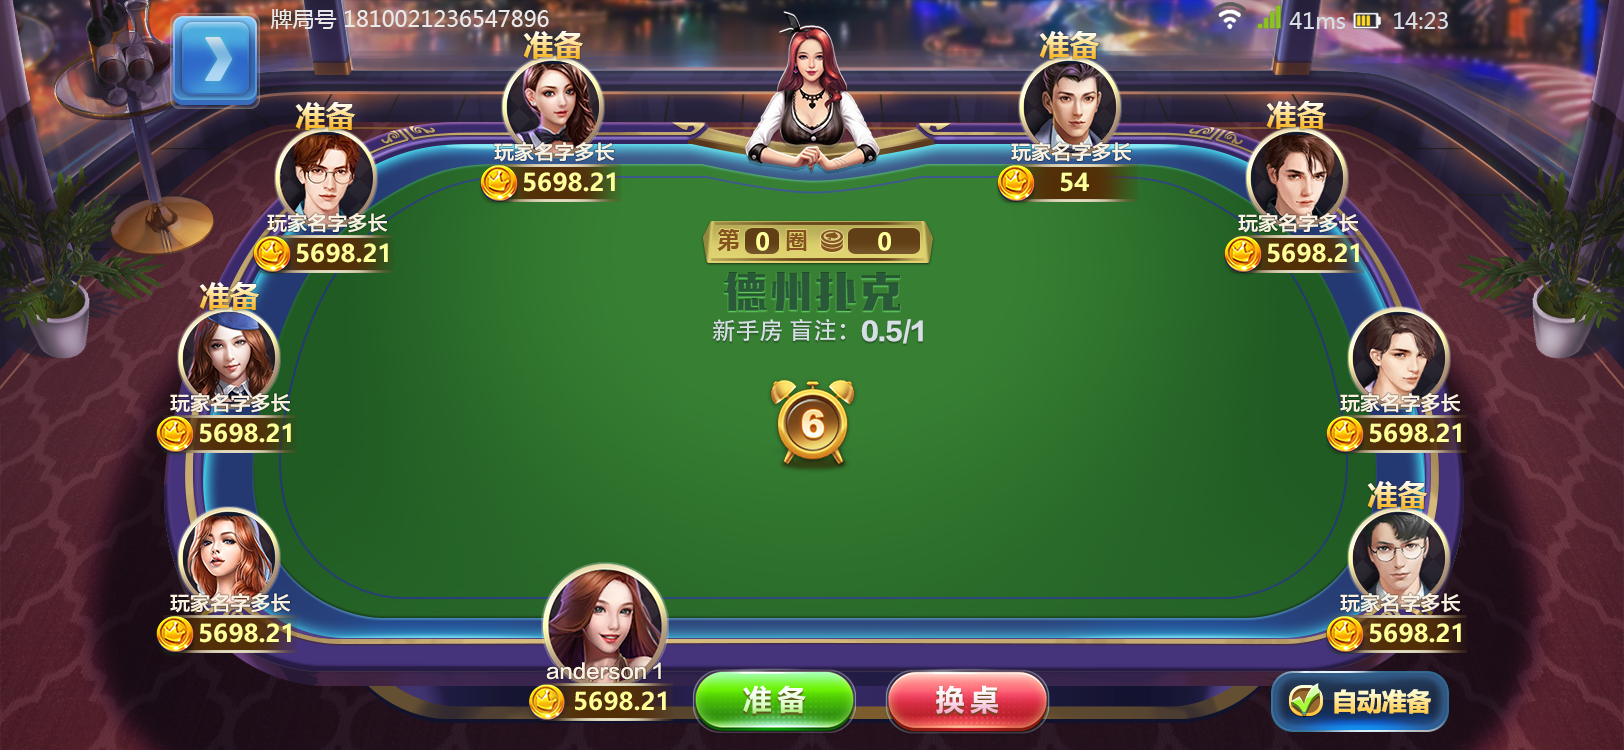 牌局号 1810021236547896
41ms 14:23
准备
玩家名字多长
5698.21
准备
玩家名字多长
54
准备
玩家名字多长
5698.21
准备
玩家名字多长
5698.21
第 0 圈 0
德州扑克
新手房 盲注：0.5/1
准备
玩家名字多长
5698.21
玩家名字多长
5698.21
6
准备
玩家名字多长
5698.21
玩家名字多长
5698.21
anderson 1
5698.21
准备
换桌
自动准备